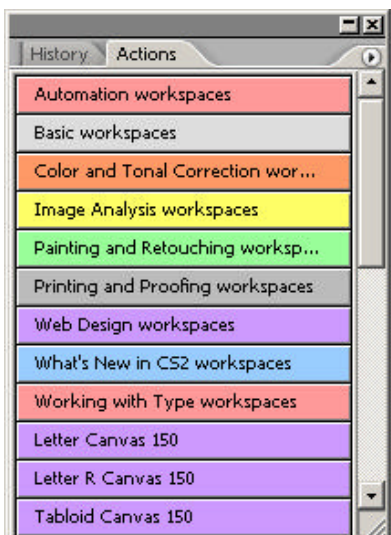 History Actions
Automation workspaces
Basic workspaces
Color and Tonal Correction wor...
Image Analysis workspaces
Painting and Retouching worksp...
Printing and Proofing workspaces
Web Design workspaces
What's New in CS2 workspaces
Working with Type workspaces
Letter Canvas 150
Letter R Canvas 150
Tabloid Canvas 150